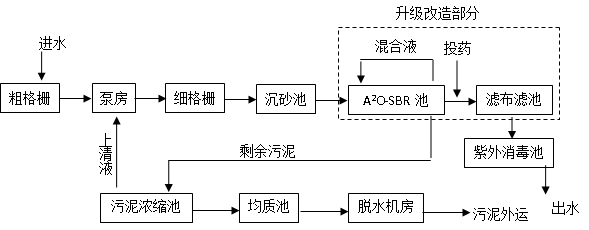 升级改造部分
进水
混合液
投药
粗格栅
泵房
细格栅
沉砂池
A²O-SBR 池
滤布滤池
上清液
剩余污泥
紫外消毒池
污泥浓缩池
均质池
脱水机房
污泥外运
出水